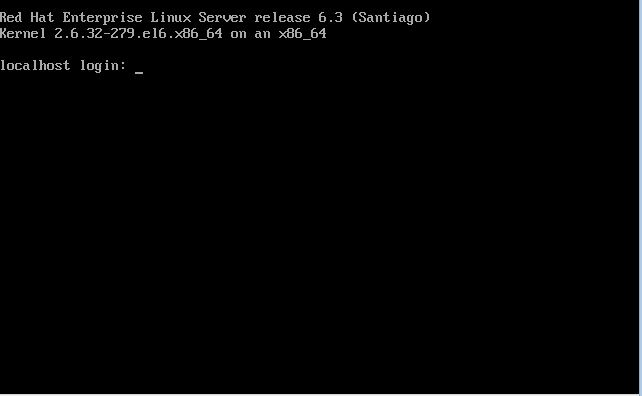 Red Hat Enterprise Linux Server release 6.3 (Santiago)
Kernel 2.6.32-279.el6.x86_64 on an x86_64
localhost login: _